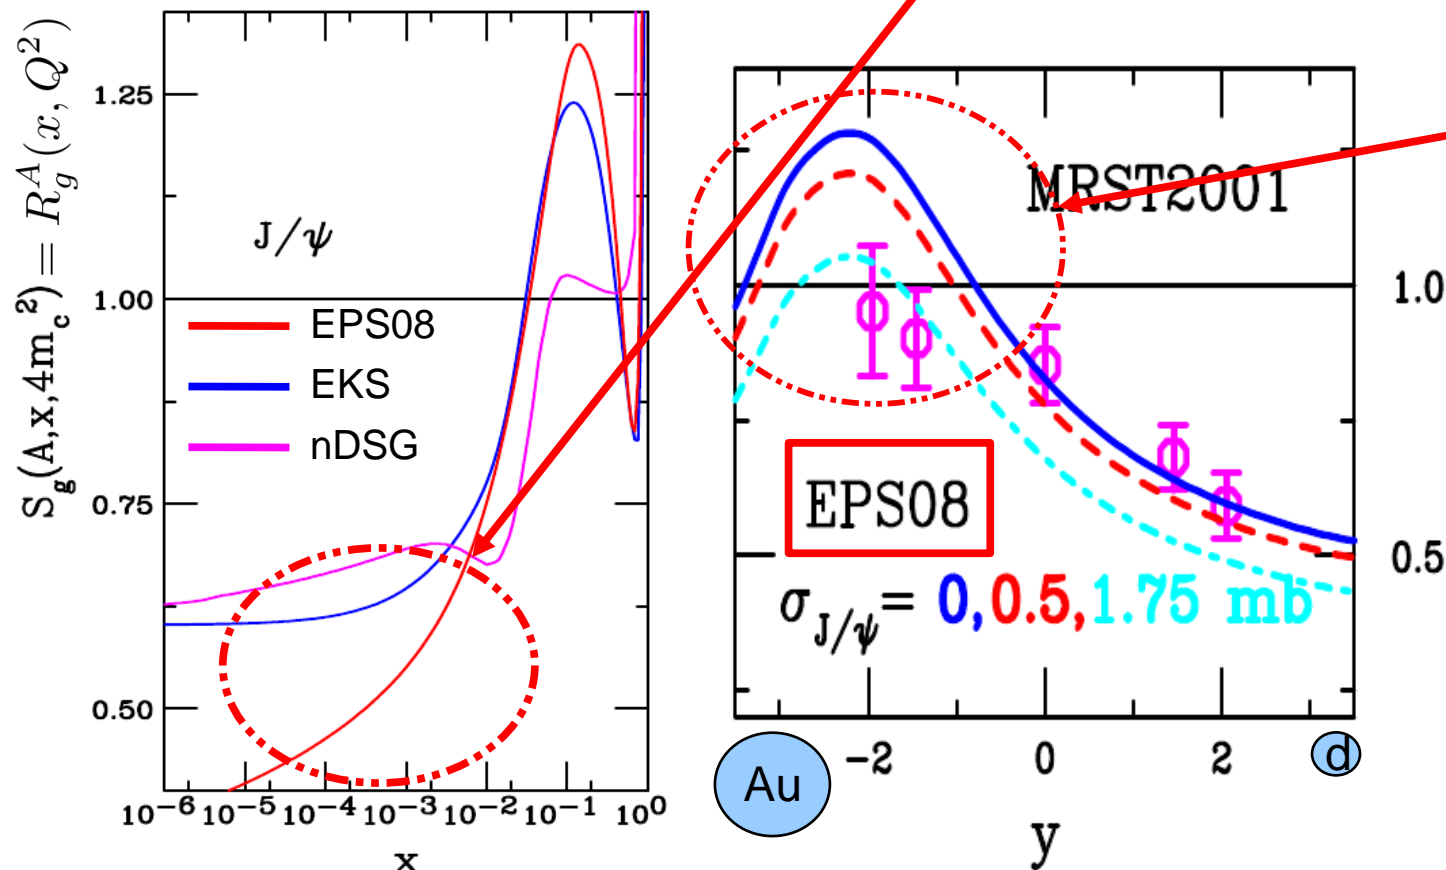 S_g(A,x,4m_c^2) = R_g^A(x, Q^2)
1.25
1.00
0.75
0.50
J/ψ
EPS08
EKS
nDSG
10^-6 10^-5 10^-4 10^-3 10^-2 10^-1 10^0
x
MRST2001
1.0
0.5
EPS08
σ_J/ψ = 0, 0.5, 1.75 mb
-2 0 2
Au
d
y